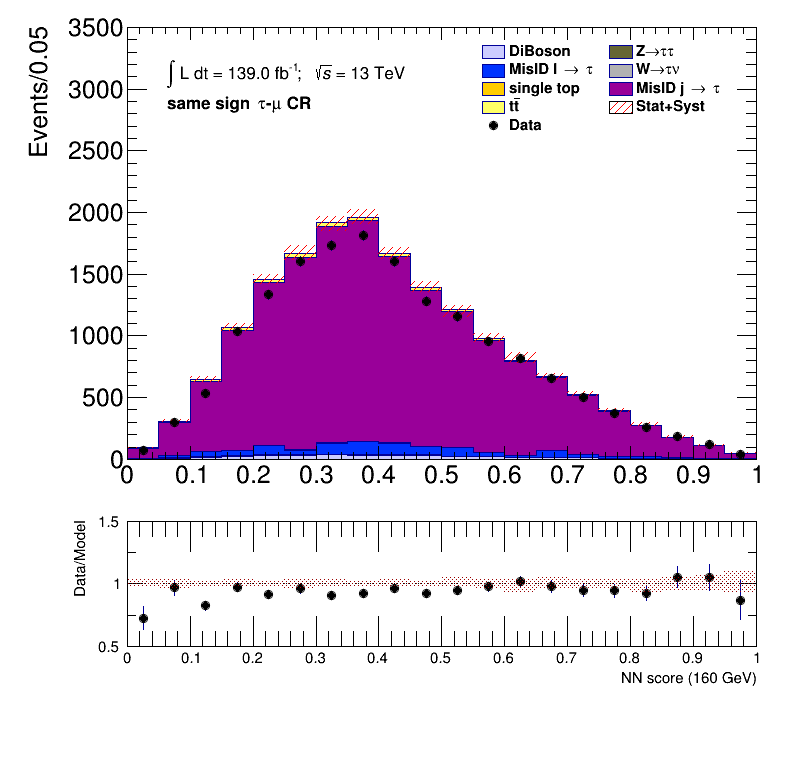 Events/0.05
3500
3000
2500
2000
1500
1000
500
0
∫ L dt = 139.0 fb⁻¹; √s = 13 TeV
same sign τ-μ CR
DiBoson
MisID l → τ
single top
tt̄
Data
Z→ττ
W→τν
MisID j → τ
Stat+Syst
0 0.1 0.2 0.3 0.4 0.5 0.6 0.7 0.8 0.9 1
Data/Model
1.5
1
0.5
0 0.1 0.2 0.3 0.4 0.5 0.6 0.7 0.8 0.9 1
NN score (160 GeV)